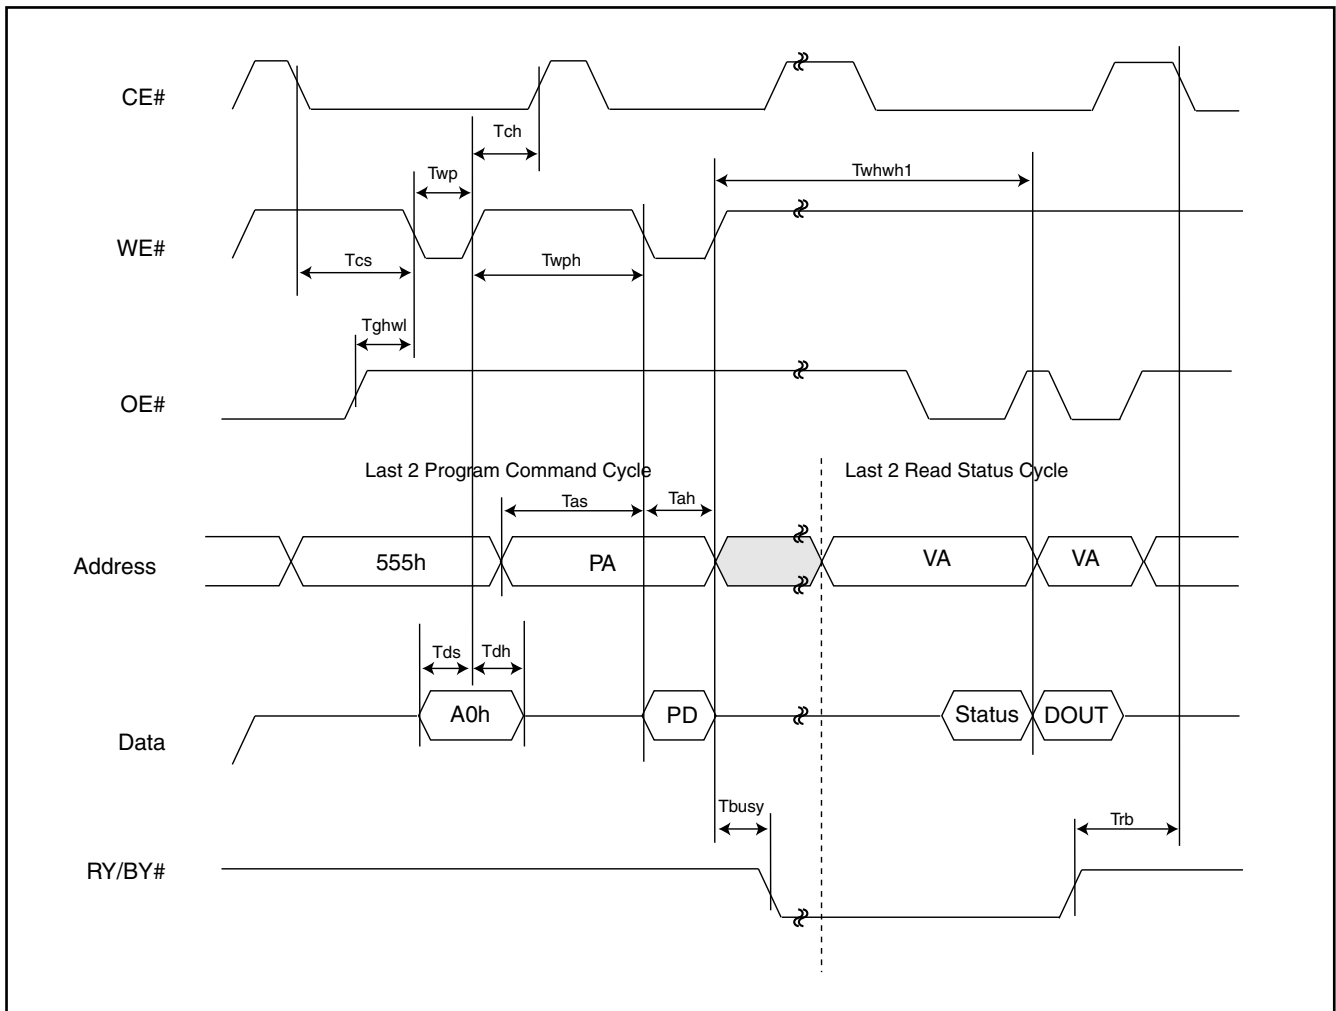 CE#
Tch
Twp
Twhwh1
WE#
Tcs
Twph
Tghwl
OE#
Last 2 Program Command Cycle
Last 2 Read Status Cycle
Tas
Tah
Address
555h
PA
VA
VA
Tds
Tdh
Data
A0h
PD
Status
DOUT
Tbusy
Trb
RY/BY#